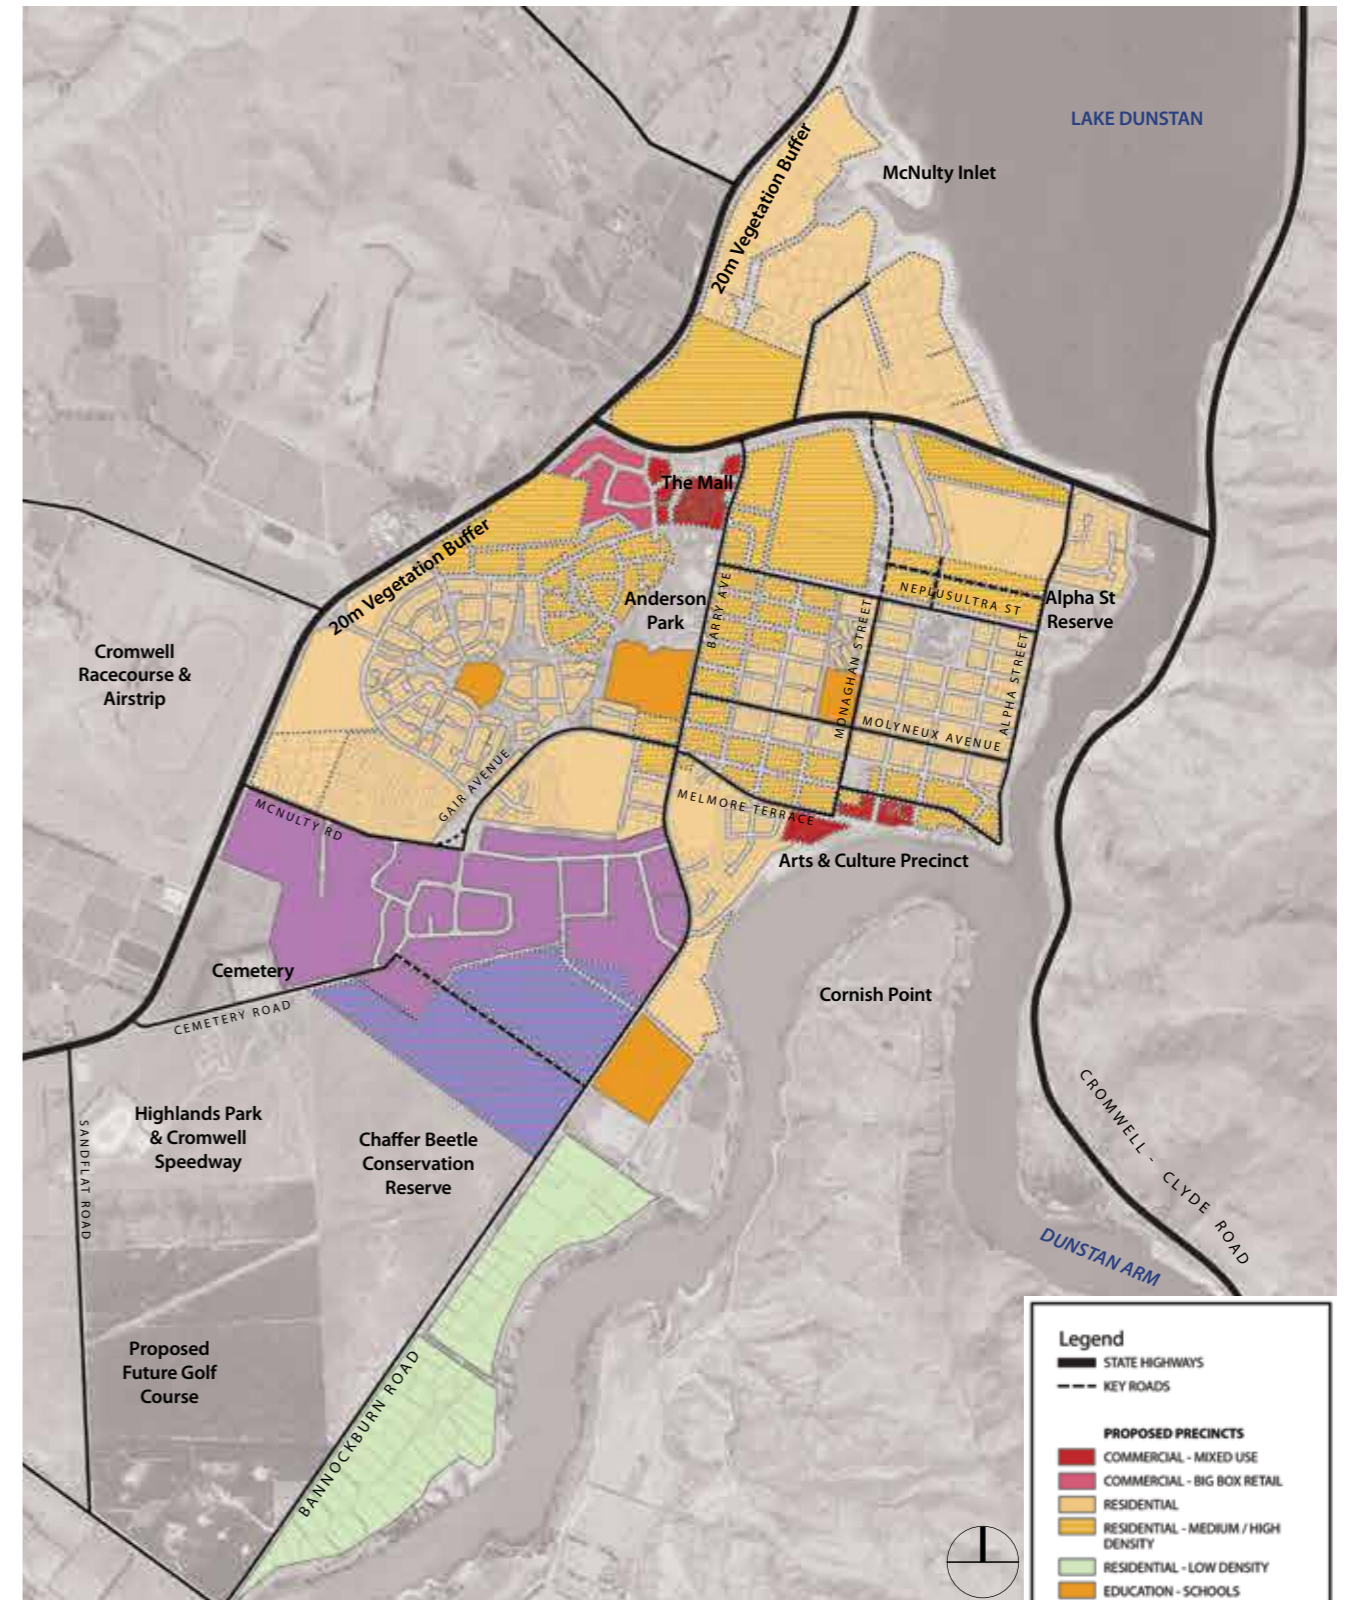 LAKE DUNSTAN
McNulty Inlet
20m Vegetation Buffer
The Mall
20m Vegetation Buffer
Anderson
Park
BARRY AVE
NEPLUSULTRA ST
Alpha St
Reserve
MONAGHAN STREET
ALPHA STREET
Cromwell
Racecourse &
Airstrip
MOLYNEUX AVENUE
GAIR AVENUE
MCNULTY RD
MELMORE TERRACE
Arts & Culture Precinct
Cemetery
CEMETERY ROAD
Cornish Point
CROMWELL - CLYDE ROAD
SANDFLAT ROAD
Highlands Park
& Cromwell
Speedway
Chaffer Beetle
Conservation
Reserve
DUNSTAN ARM
Proposed
Future Golf
Course
BANNOCKBURN ROAD
Legend
STATE HIGHWAYS
KEY ROADS
PROPOSED PRECINCTS
COMMERCIAL - MIXED USE
COMMERCIAL - BIG BOX RETAIL
RESIDENTIAL
RESIDENTIAL - MEDIUM / HIGH
DENSITY
RESIDENTIAL - LOW DENSITY
EDUCATION - SCHOOLS